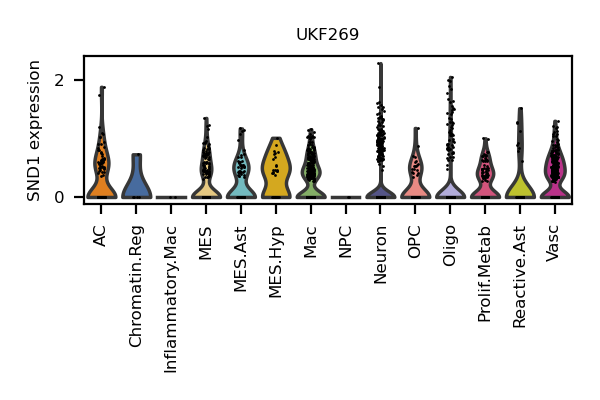 UKF269
SND1 expression
2
0
AC
Chromatin.Reg
Inflammatory.Mac
MES
MES.Ast
MES.Hyp
Mac
NPC
Neuron
OPC
Oligo
Prolif.Metab
Reactive.Ast
Vasc